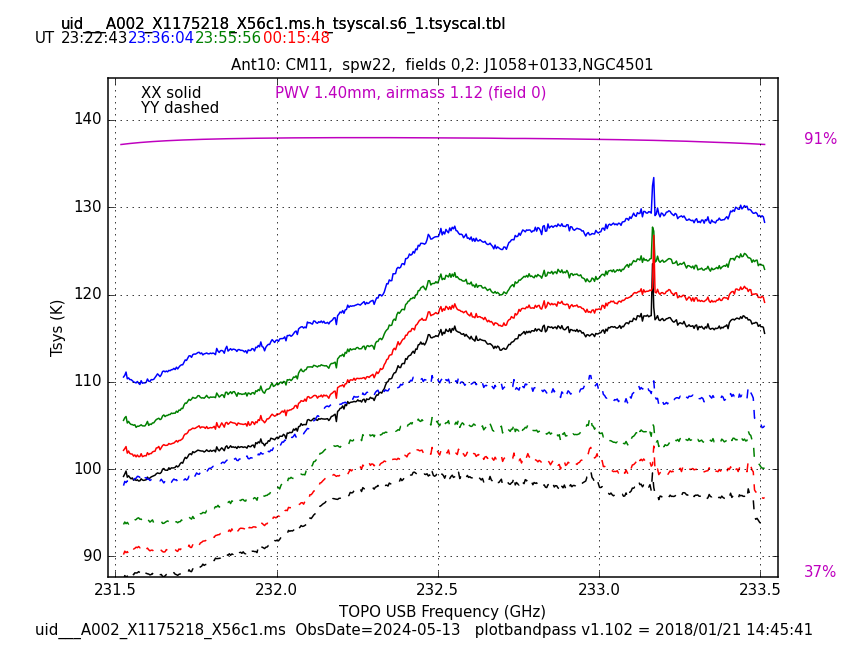 uid___A002_X1175218_X56c1.ms.h_tsyscal.s6_1.tsyscal.tbl
UT 23:22:43 23:36:04 23:55:56 00:15:48
Ant10: CM11, spw22, fields 0,2: J1058+0133,NGC4501
XX solid PWV 1.40mm, airmass 1.12 (field 0)
YY dashed
140
91%
130
120
110
100
90
37%
Tsys (K)
231.5 232.0 232.5 233.0 233.5
TOPO USB Frequency (GHz)
uid___A002_X1175218_X56c1.ms ObsDate=2024-05-13 plotbandpass v1.102 = 2018/01/21 14:45:41